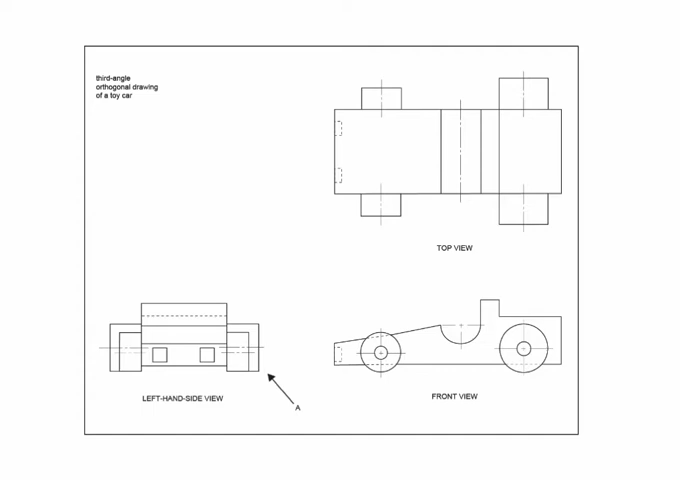 third-angle
orthogonal drawing
of a toy car
TOP VIEW
LEFT-HAND-SIDE VIEW
A
FRONT VIEW